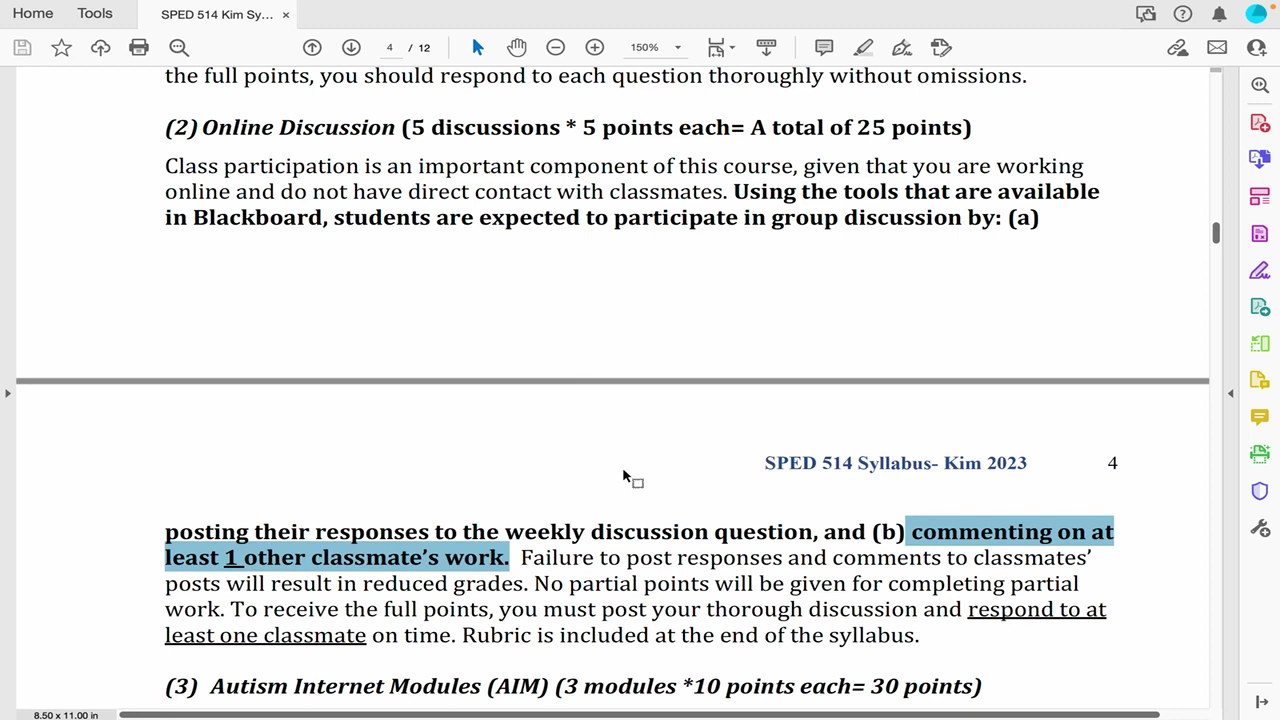 Home Tools SPED 514 Kim Sy... ×
4 / 12 150%
the full points, you should respond to each question thoroughly without omissions.
(2) Online Discussion (5 discussions * 5 points each= A total of 25 points)
Class participation is an important component of this course, given that you are working
online and do not have direct contact with classmates. Using the tools that are available
in Blackboard, students are expected to participate in group discussion by: (a)
SPED 514 Syllabus- Kim 2023 4
posting their responses to the weekly discussion question, and (b) commenting on at
least 1 other classmate’s work. Failure to post responses and comments to classmates’
posts will result in reduced grades. No partial points will be given for completing partial
work. To receive the full points, you must post your thorough discussion and respond to at
least one classmate on time. Rubric is included at the end of the syllabus.
(3) Autism Internet Modules (AIM) (3 modules *10 points each= 30 points)
8.50 x 11.00 in